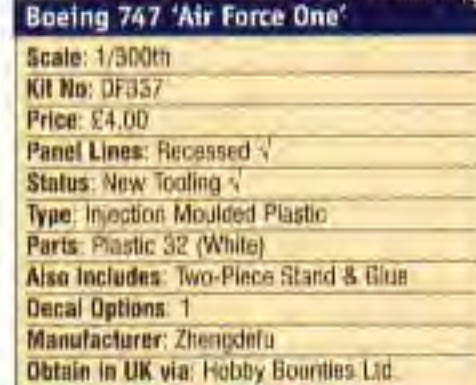 Boeing 747 'Air Force One'
Scale: 1/300th
Kit No: DF337
Price: £4.00
Panel Lines: Recessed √
Status: New Tooling √
Type: Injection Moulded Plastic
Parts: Plastic 32 (White)
Also Includes: Two-Piece Stand & Glue
Decal Options: 1
Manufacturer: Zhengdefu
Obtain in UK via: Hobby Bounties Ltd.